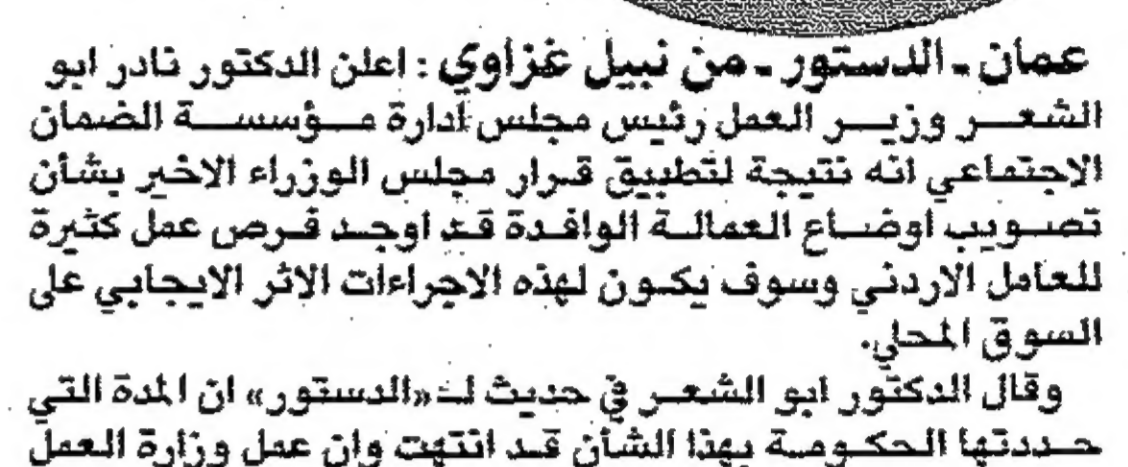 عمان ـ الدستور ـ من نبيل غزاوي : اعلن الدكتور نادر ابو
الشعر وزير العمل رئيس مجلس أدارة مؤسسة الضمان
الاجتماعي انه نتيجة لتطبيق قرار مجلس الوزراء الاخير بشأن
تصويب اوضاع العمالة الوافدة قد اوجد فرص عمل كثيرة
للعامل الاردني وسوف يكون لهذه الاجراءات الاثر الايجابي على
السوق المحلي.
وقال الدكتور ابو الشعر في حديث لـ «الدستور» ان المدة التي
حددتها الحكومة بهذا الشأن قد انتهت وان عمل وزارة العمل